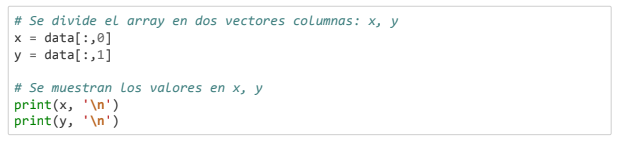 # Se divide el array en dos vectores columnas: x, y
x = data[:,0]
y = data[:,1]

# Se muestran los valores en x, y
print(x, '\n')
print(y, '\n')